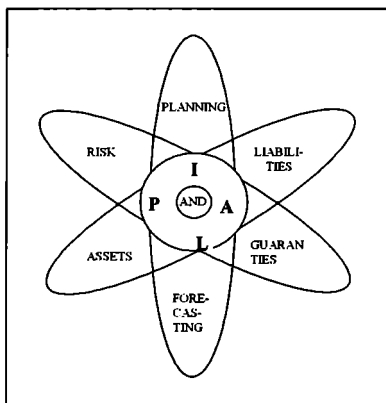 PLANNING
RISK
LIABILI-
TIES
I
P
AND
A
L
ASSETS
GUARAN
TIES
FORE-
CAS-
TING